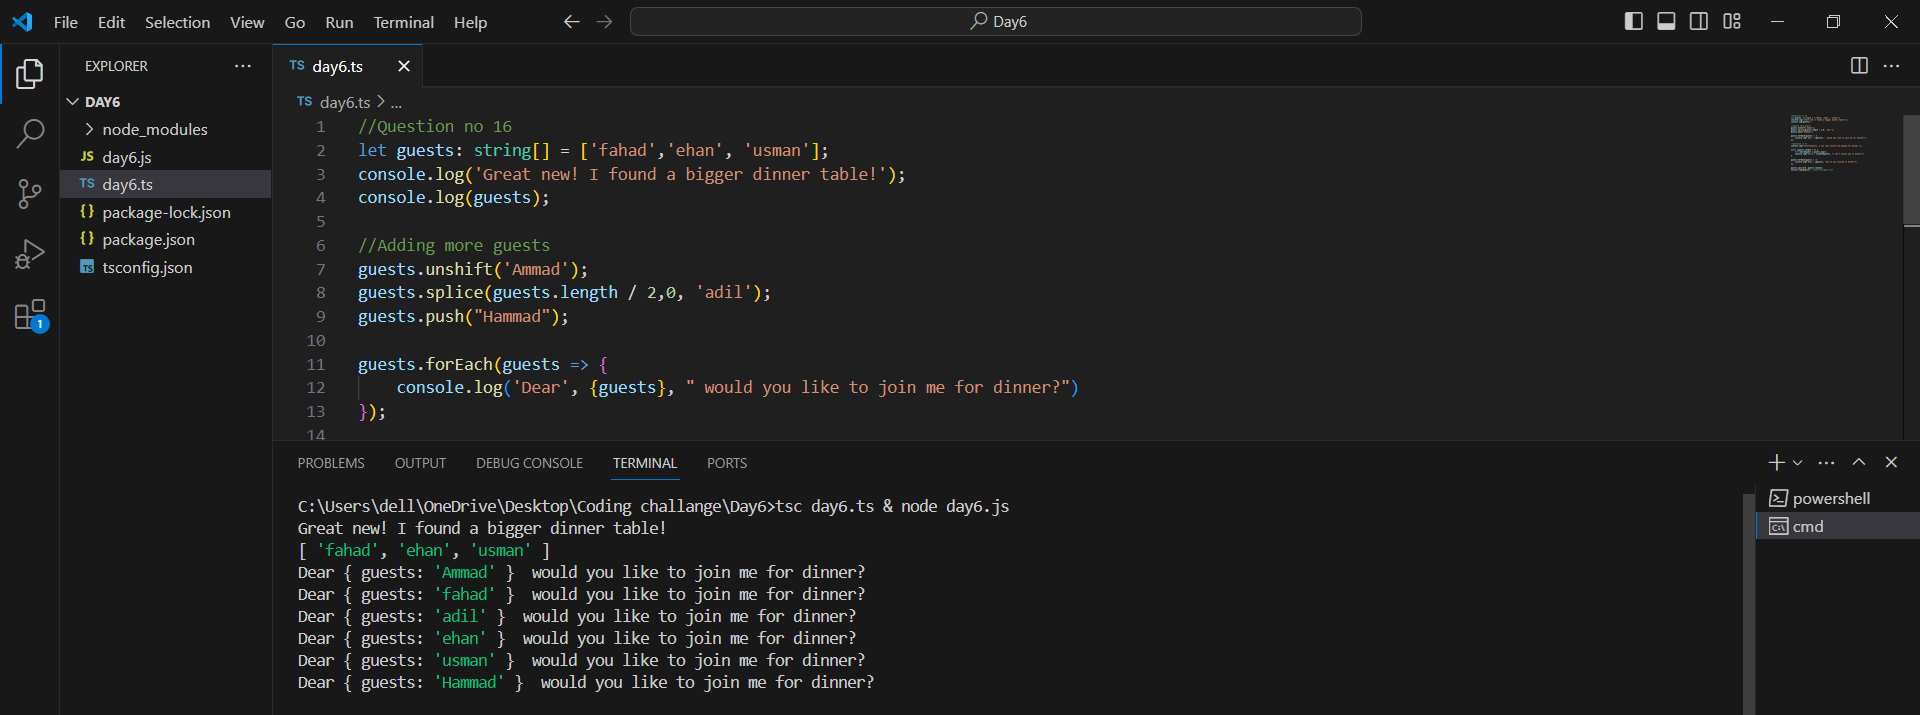 File Edit Selection View Go Run Terminal Help
Day6
EXPLORER
TS day6.ts
DAY6
node_modules
JS day6.js
TS day6.ts
{} package-lock.json
{} package.json
TS tsconfig.json
1
TS day6.ts > ...
1 //Question no 16
2 let guests: string[] = ['fahad','ehan', 'usman'];
3 console.log('Great new! I found a bigger dinner table!');
4 console.log(guests);
5
6 //Adding more guests
7 guests.unshift('Ammad');
8 guests.splice(guests.length / 2,0, 'adil');
9 guests.push("Hammad");
10
11 guests.forEach(guests => {
12 console.log('Dear', {guests}, " would you like to join me for dinner?")
13 });
14
PROBLEMS OUTPUT DEBUG CONSOLE TERMINAL PORTS
C:\Users\dell\OneDrive\Desktop\Coding challange\Day6>tsc day6.ts & node day6.js
Great new! I found a bigger dinner table!
[ 'fahad', 'ehan', 'usman' ]
Dear { guests: 'Ammad' }  would you like to join me for dinner?
Dear { guests: 'fahad' }  would you like to join me for dinner?
Dear { guests: 'adil' }  would you like to join me for dinner?
Dear { guests: 'ehan' }  would you like to join me for dinner?
Dear { guests: 'usman' }  would you like to join me for dinner?
Dear { guests: 'Hammad' }  would you like to join me for dinner?
powershell
cmd